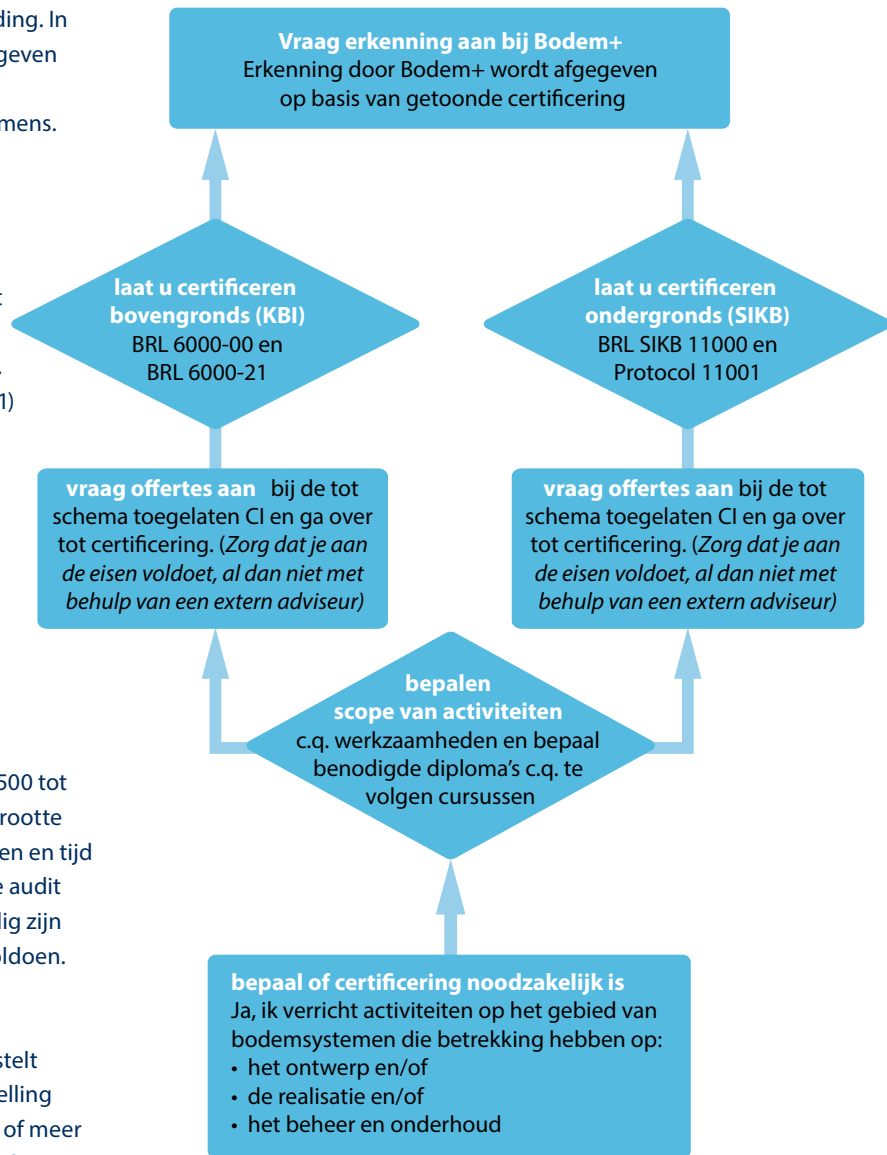 ding. In
geven
mens.
t
.
1)
500 tot
rootte
en en tijd
e audit
dig zijn
ldoen.
stelt
elling
of meer
Vraag erkenning aan bij Bodem+
Erkenning door Bodem+ wordt afgegeven
op basis van getoonde certificering
laat u certificeren
bovengronds (KBI)
BRL 6000-00 en
BRL 6000-21
laat u certificeren
ondergronds (SIKB)
BRL SIKB 11000 en
Protocol 11001
vraag offertes aan bij de tot
schema toegelaten CI en ga over
tot certificering. (Zorg dat je aan
de eisen voldoet, al dan niet met
behulp van een extern adviseur)
vraag offertes aan bij de tot
schema toegelaten CI en ga over
tot certificering. (Zorg dat je aan
de eisen voldoet, al dan niet met
behulp van een extern adviseur)
bepalen
scope van activiteiten
c.q. werkzaamheden en bepaal
benodigde diploma's c.q. te
volgen cursussen
bepaal of certificering noodzakelijk is
Ja, ik verricht activiteiten op het gebied van
bodemsystemen die betrekking hebben op:
• het ontwerp en/of
• de realisatie en/of
• het beheer en onderhoud